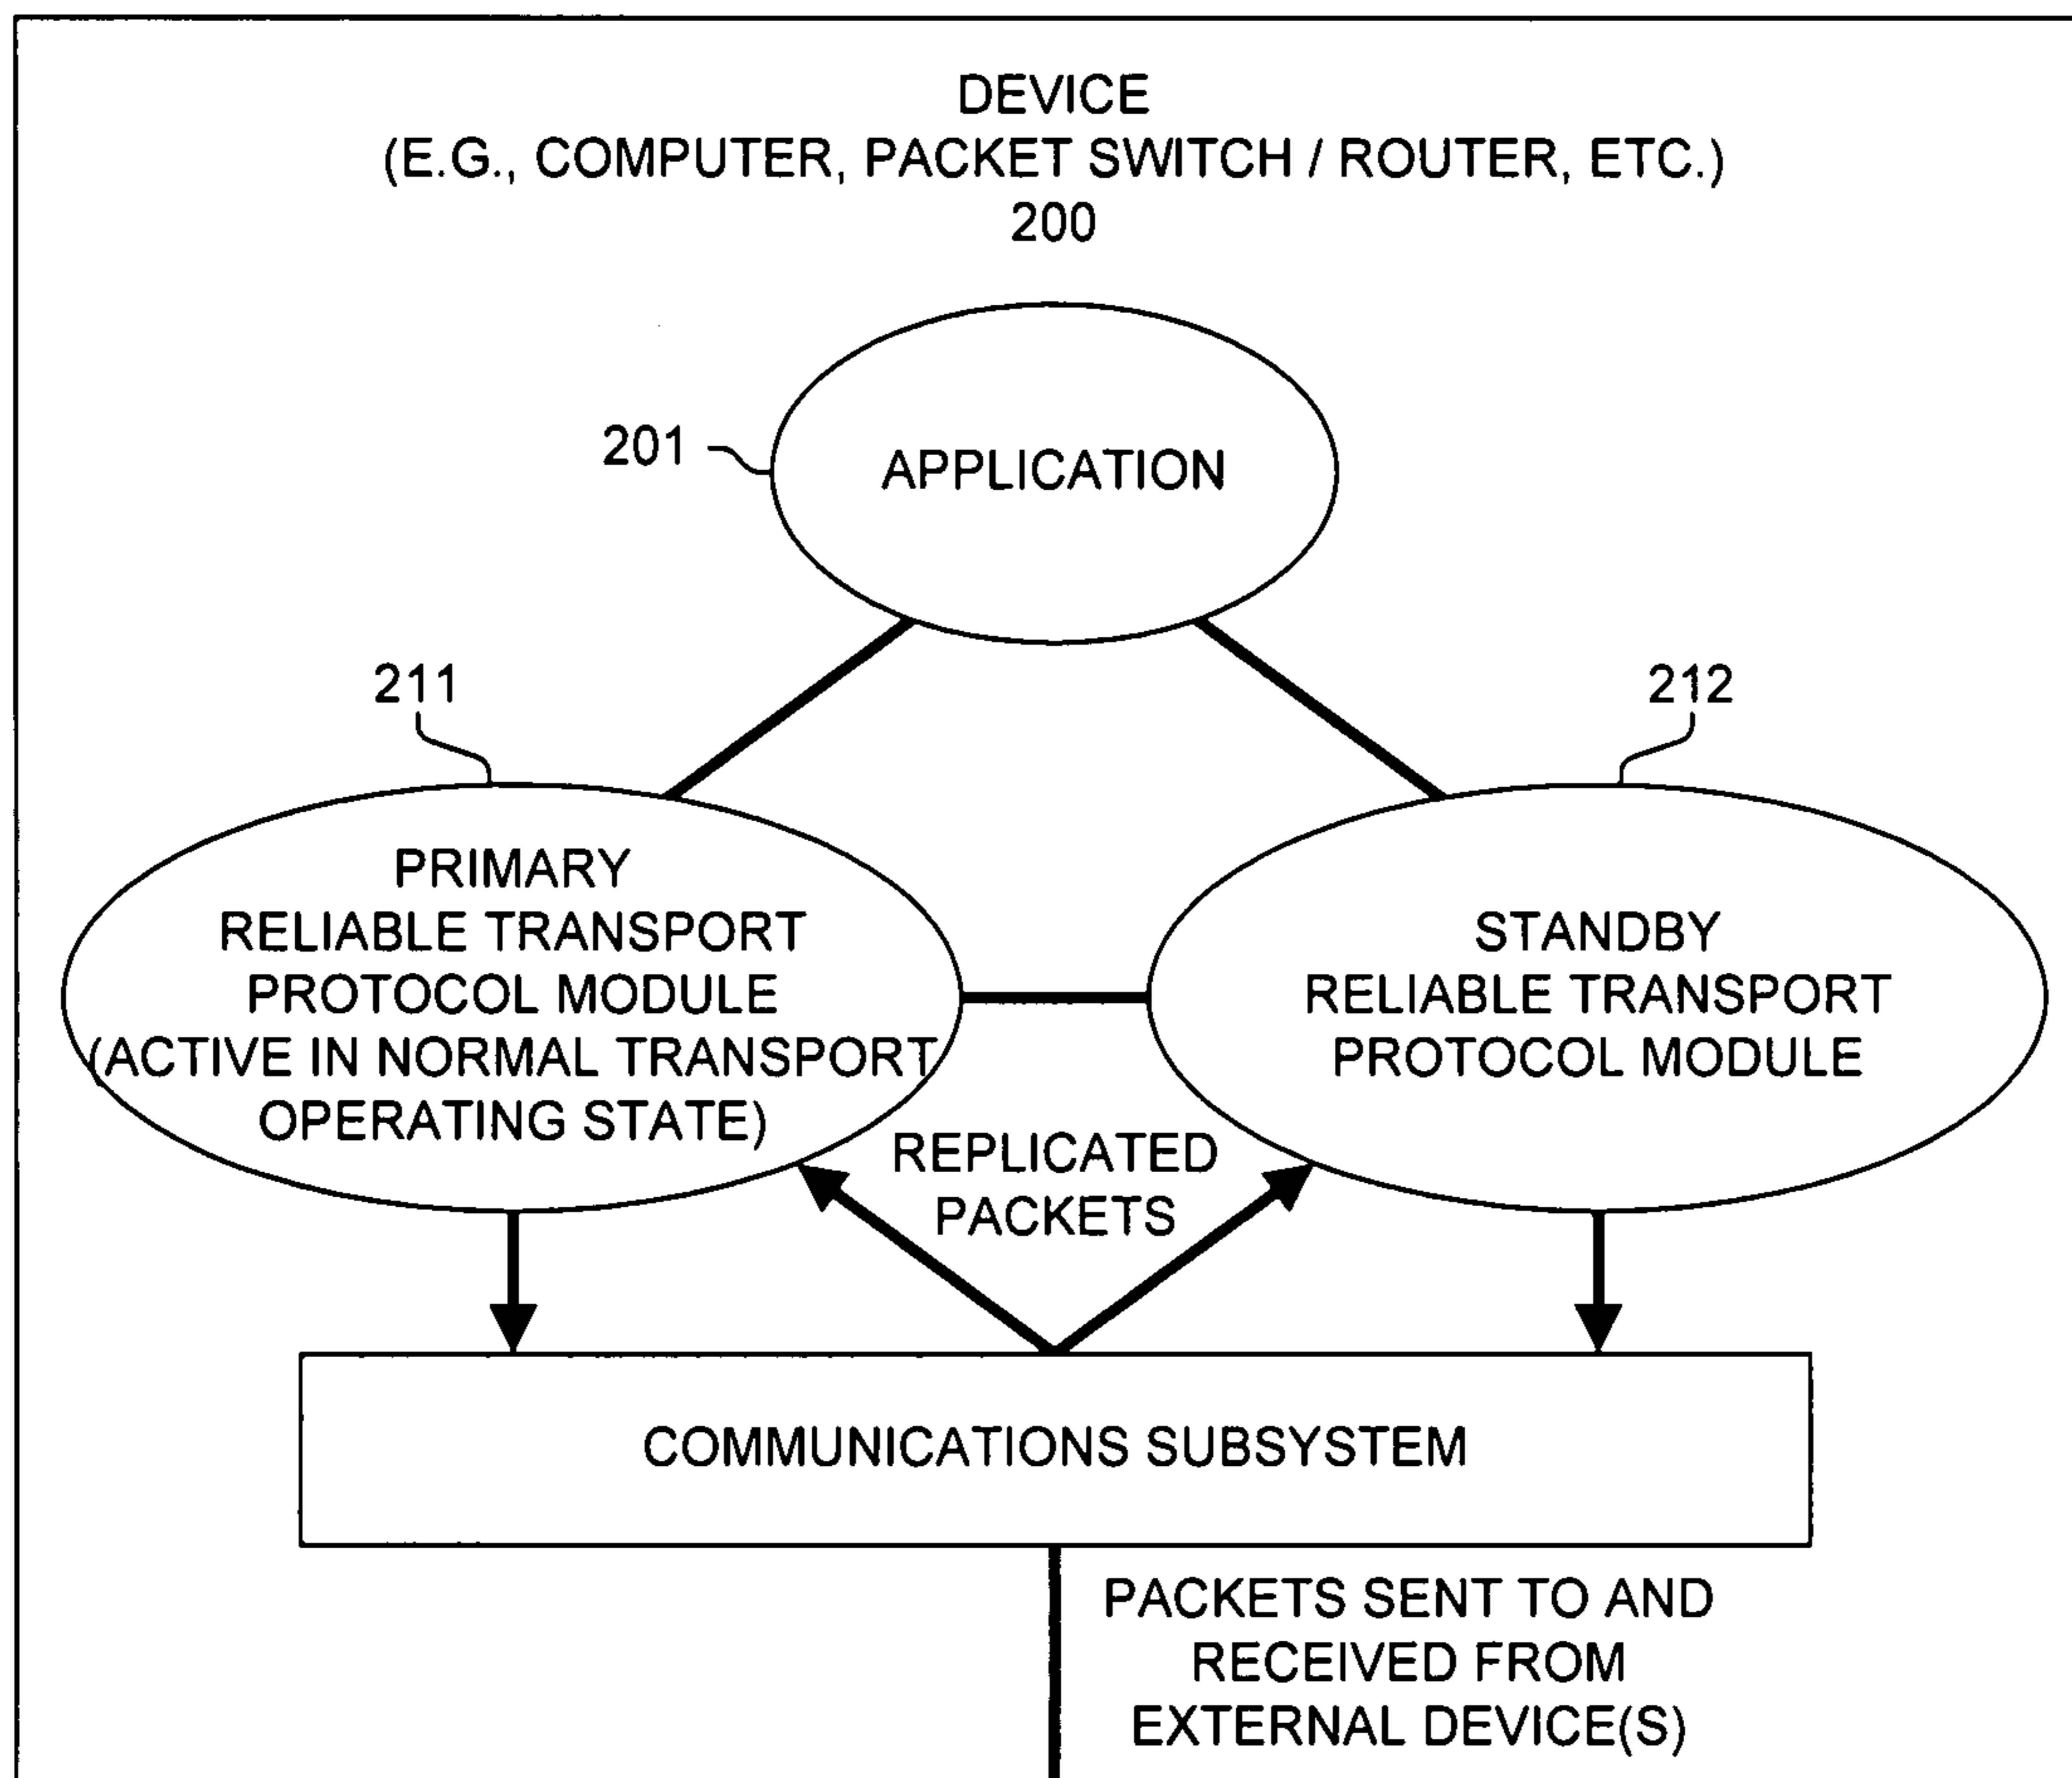 DEVICE
(E.G., COMPUTER, PACKET SWITCH / ROUTER, ETC.)
200
201
APPLICATION
211
212
PRIMARY
RELIABLE TRANSPORT
PROTOCOL MODULE
(ACTIVE IN NORMAL TRANSPORT
OPERATING STATE)
STANDBY
RELIABLE TRANSPORT
PROTOCOL MODULE
REPLICATED
PACKETS
COMMUNICATIONS SUBSYSTEM
PACKETS SENT TO AND
RECEIVED FROM
EXTERNAL DEVICE(S)